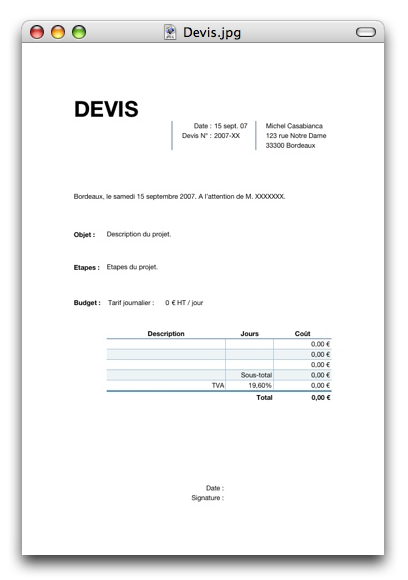 Devis.jpg
DEVIS
Date : 15 sept. 07
Devis N° : 2007-XX
Michel Casabianca
123 rue Notre Dame
33300 Bordeaux
Bordeaux, le samedi 15 septembre 2007. A l'attention de M. XXXXXXX.
Objet : Description du projet.
Etapes : Etapes du projet.
Budget : Tarif journalier : 0 € HT / jour
Description Jours Coût
0,00 €
0,00 €
0,00 €
Sous-total 0,00 €
TVA 19,60% 0,00 €
Total 0,00 €
Date :
Signature :